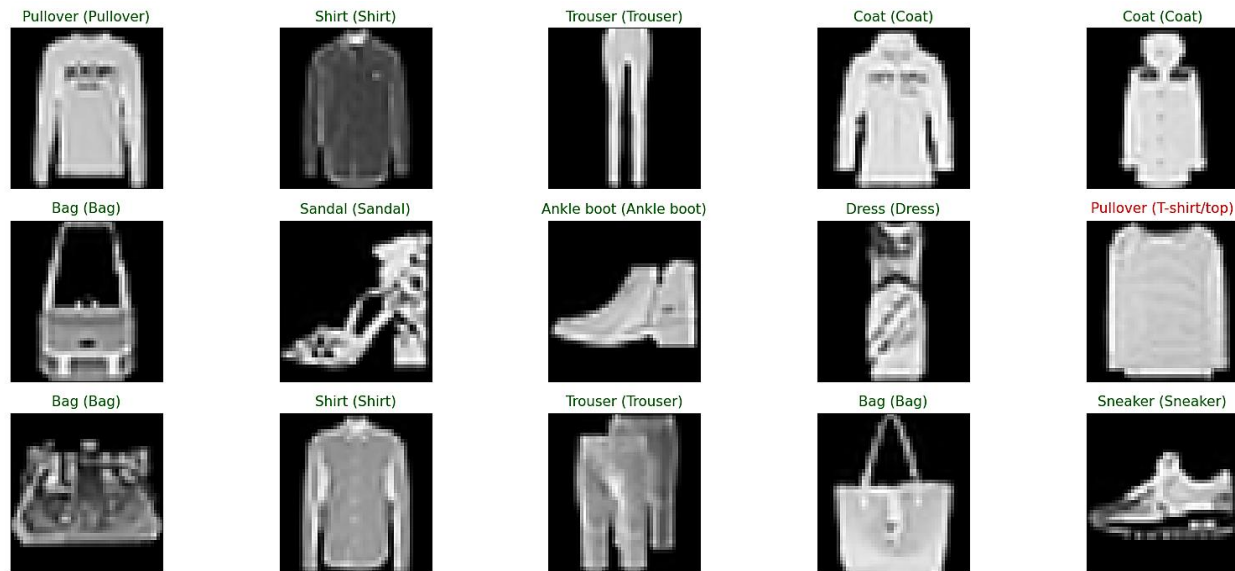 Pullover (Pullover)
Shirt (Shirt)
Trouser (Trouser)
Coat (Coat)
Coat (Coat)
Bag (Bag)
Sandal (Sandal)
Ankle boot (Ankle boot)
Dress (Dress)
Pullover (T-shirt/top)
Bag (Bag)
Shirt (Shirt)
Trouser (Trouser)
Bag (Bag)
Sneaker (Sneaker)